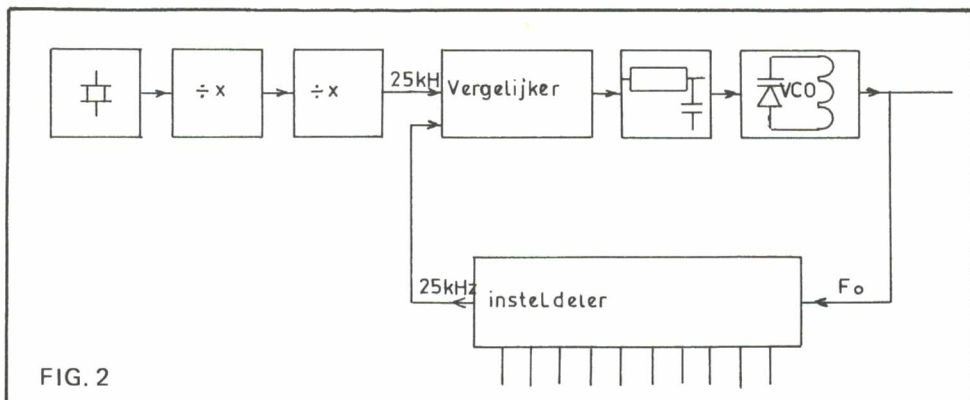 ÷x
÷x
25kH
Vergelijker
VCO
25kHz
insteldeler
Fo
FIG. 2